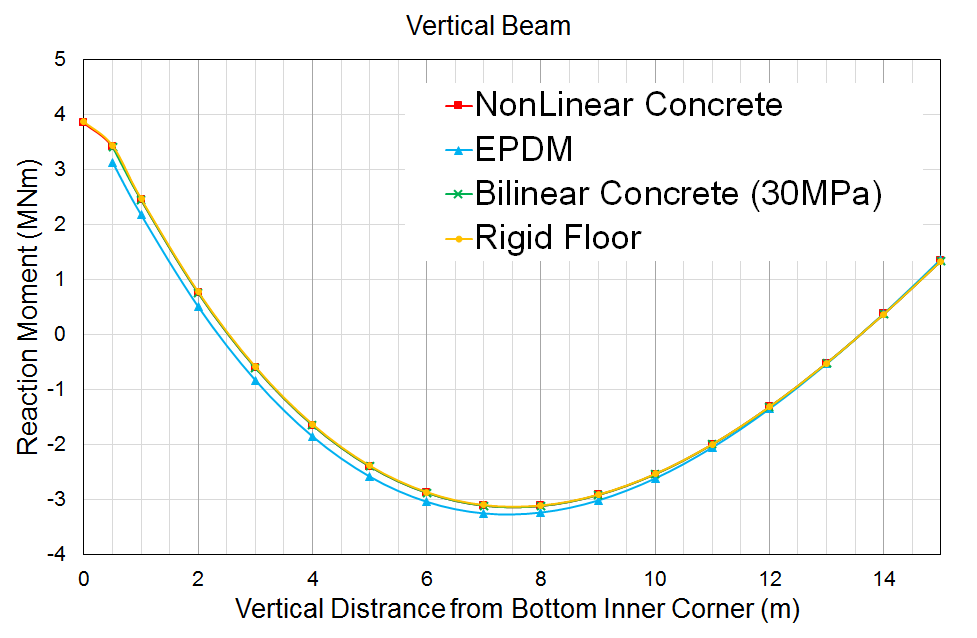 Vertical Beam
5
4
3
2
1
0
-1
-2
-3
-4
Reaction Moment (MNm)
NonLinear Concrete
EPDM
Bilinear Concrete (30MPa)
Rigid Floor
0 2 4 6 8 10 12 14
Vertical Distrance from Bottom Inner Corner (m)